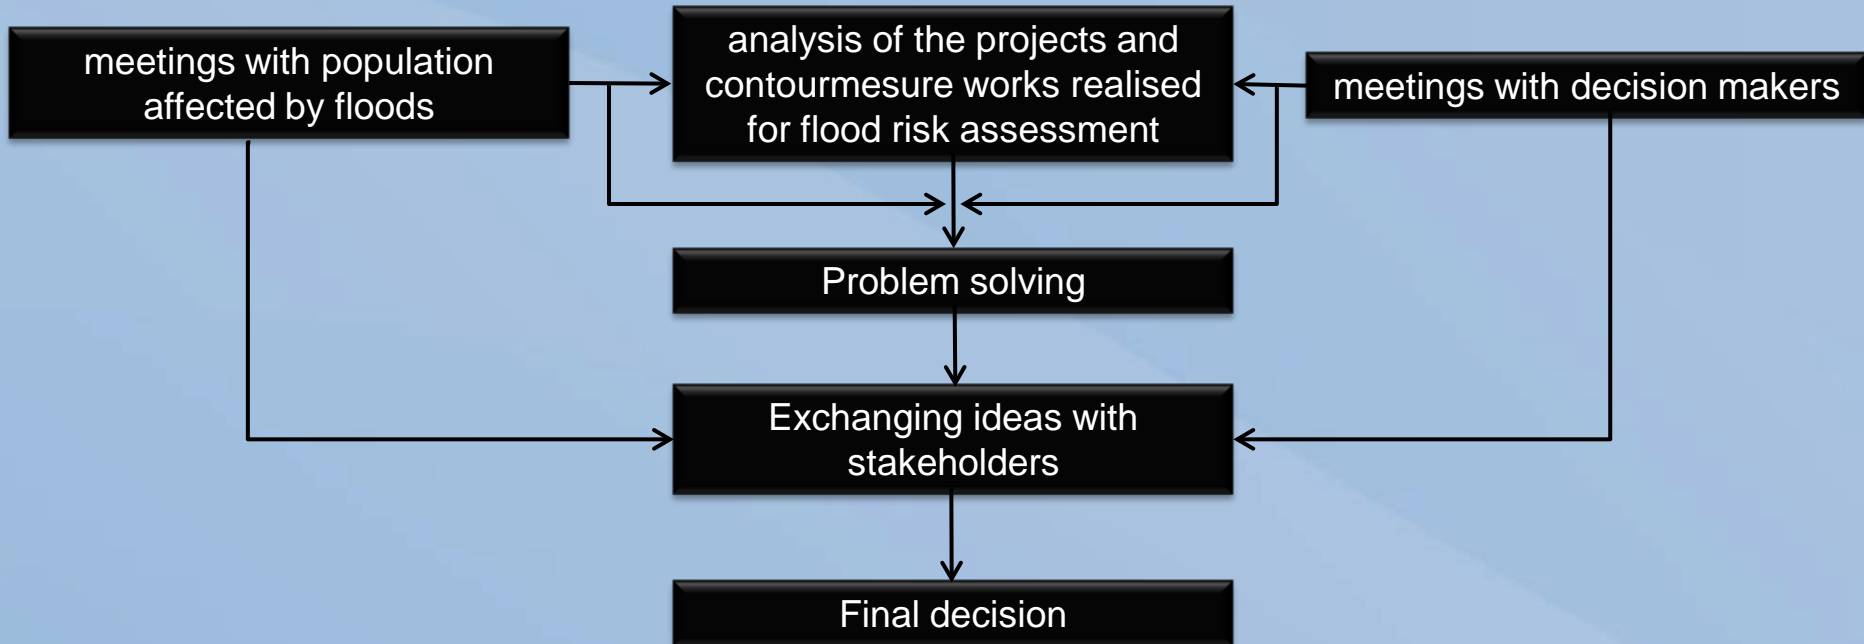 meetings with population
affected by floods
analysis of the projects and
contourmesure works realised
for flood risk assessment
meetings with decision makers
Problem solving
Exchanging ideas with
stakeholders
Final decision